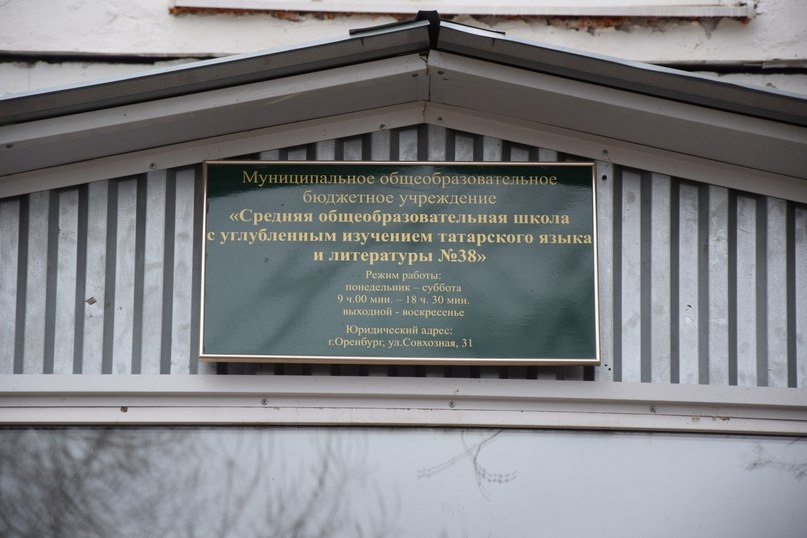 Муниципальное общеобразовательное
бюджетное учреждение
«Средняя общеобразовательная школа
с углубленным изучением татарского языка
и литературы №38»
Режим работы:
понедельник – суббота
9 ч.00 мин. – 18 ч. 30 мин.
выходной - воскресенье
Юридический адрес:
г.Оренбург, ул.Совхозная, 31